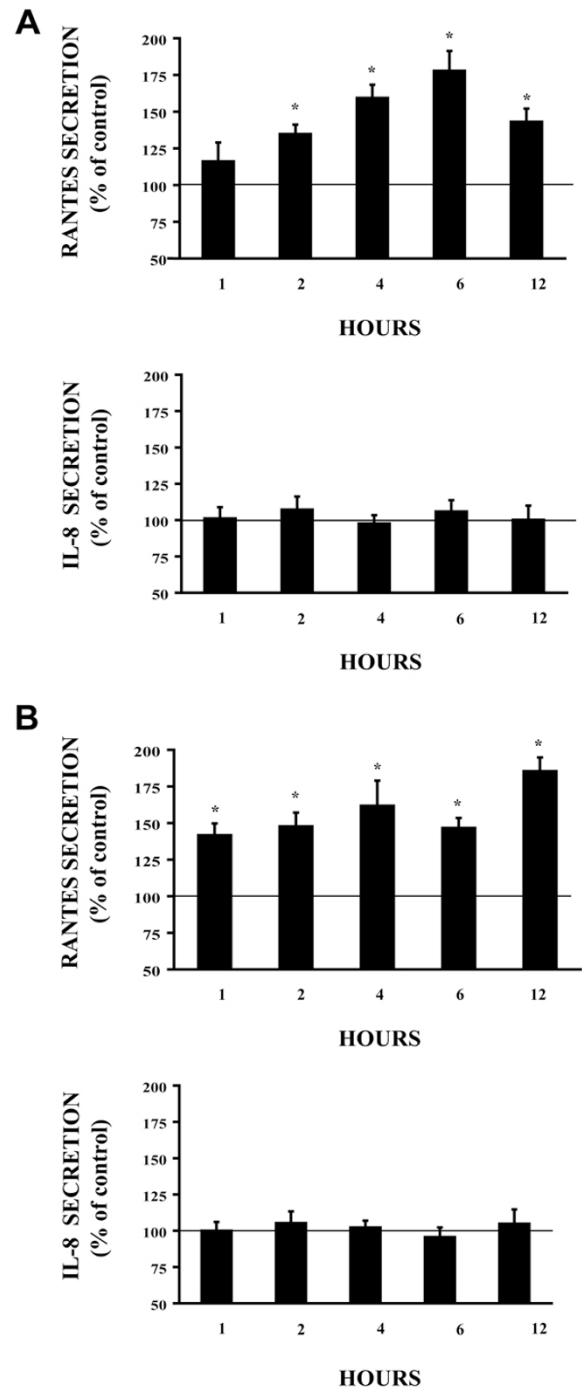 A
RANTES SECRETION
(% of control)
200
175
150
125
100
75
50
* * * *
1 2 4 6 12
HOURS
IL-8 SECRETION
(% of control)
200
175
150
125
100
75
50
1 2 4 6 12
HOURS
B
RANTES SECRETION
(% of control)
200
175
150
125
100
75
50
* * * * *
1 2 4 6 12
HOURS
IL-8 SECRETION
(% of control)
200
175
150
125
100
75
50
1 2 4 6 12
HOURS